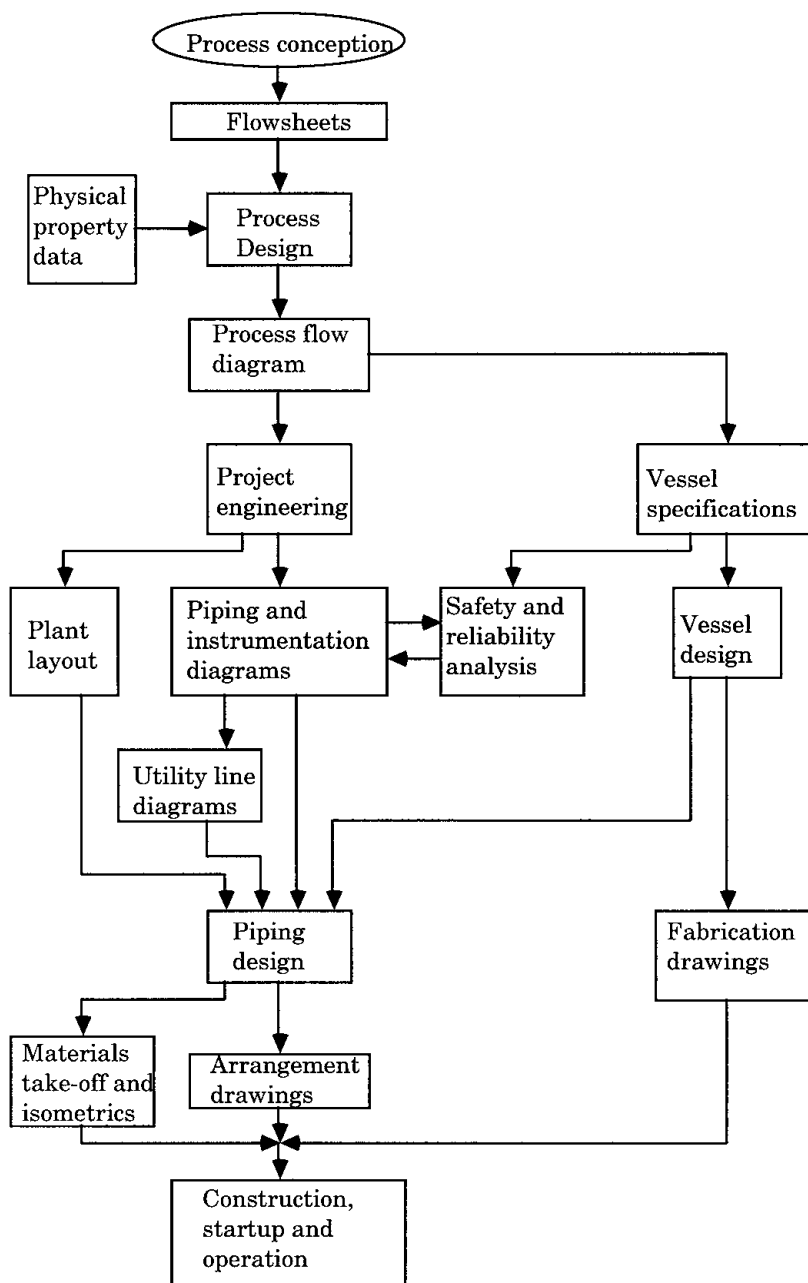 Process conception
Flowsheets
Physical
property
data
Process
Design
Process flow
diagram
Project
engineering
Vessel
specifications
Plant
layout
Piping and
instrumentation
diagrams
Safety and
reliability
analysis
Vessel
design
Utility line
diagrams
Piping
design
Fabrication
drawings
Materials
take-off and
isometrics
Arrangement
drawings
Construction,
startup and
operation